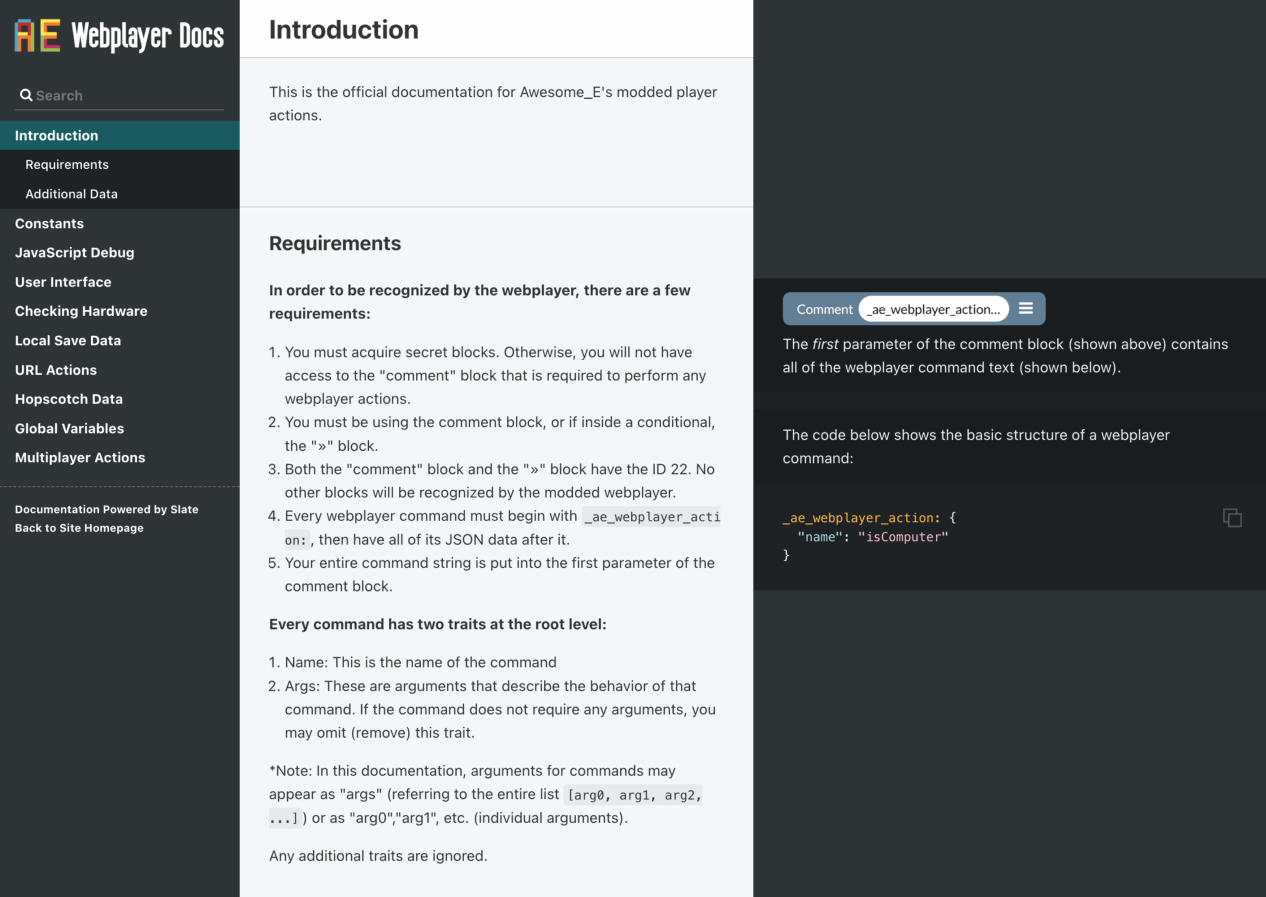 AE Webplayer Docs
Search
Introduction
Requirements
Additional Data
Constants
JavaScript Debug
User Interface
Checking Hardware
Local Save Data
URL Actions
Hopscotch Data
Global Variables
Multiplayer Actions
Documentation Powered by Slate
Back to Site Homepage
Introduction
This is the official documentation for Awesome_E's modded player
actions.
Requirements
In order to be recognized by the webplayer, there are a few
requirements:
1. You must acquire secret blocks. Otherwise, you will not have
access to the "comment" block that is required to perform any
webplayer actions.
2. You must be using the comment block, or if inside a conditional,
the "»" block.
3. Both the "comment" block and the "»" block have the ID 22. No
other blocks will be recognized by the modded webplayer.
4. Every webplayer command must begin with _ae_webplayer_acti
on:, then have all of its JSON data after it.
5. Your entire command string is put into the first parameter of the
comment block.
Every command has two traits at the root level:
1. Name: This is the name of the command
2. Args: These are arguments that describe the behavior of that
command. If the command does not require any arguments, you
may omit (remove) this trait.
*Note: In this documentation, arguments for commands may
appear as "args" (referring to the entire list [arg0, arg1, arg2,
...]) or as "arg0","arg1", etc. (individual arguments).
Any additional traits are ignored.
Comment _ae_webplayer_action...
The first parameter of the comment block (shown above) contains
all of the webplayer command text (shown below).
The code below shows the basic structure of a webplayer
command:
_ae_webplayer_action: {
"name": "isComputer"
}